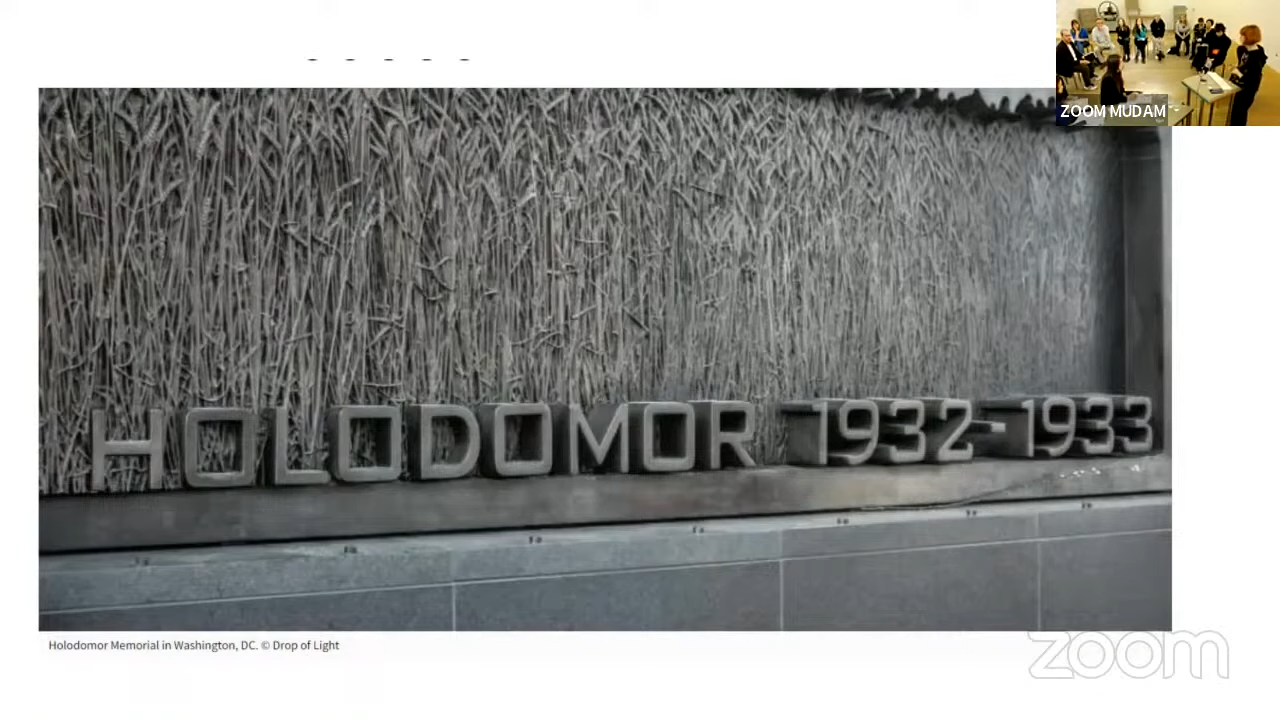 ZOOM MUDAM
HOLODOMOR 1932-1933
Holodomor Memorial in Washington, DC. © Drop of Light
zoom